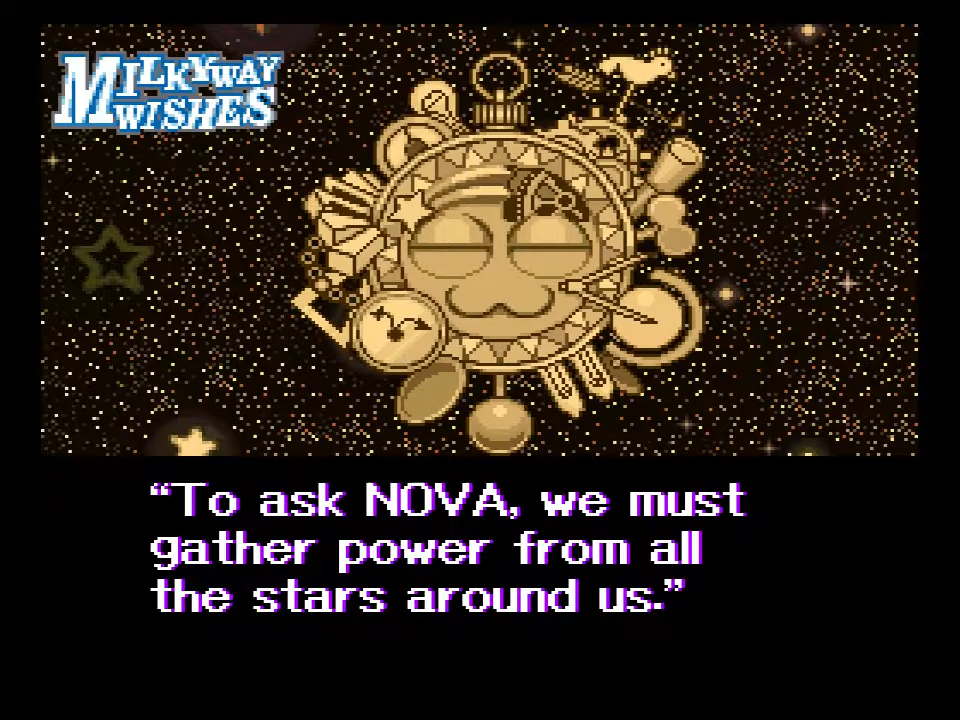 MILKYWAY
WISHES
“To ask NOVA, we must
gather power from all
the stars around us.”